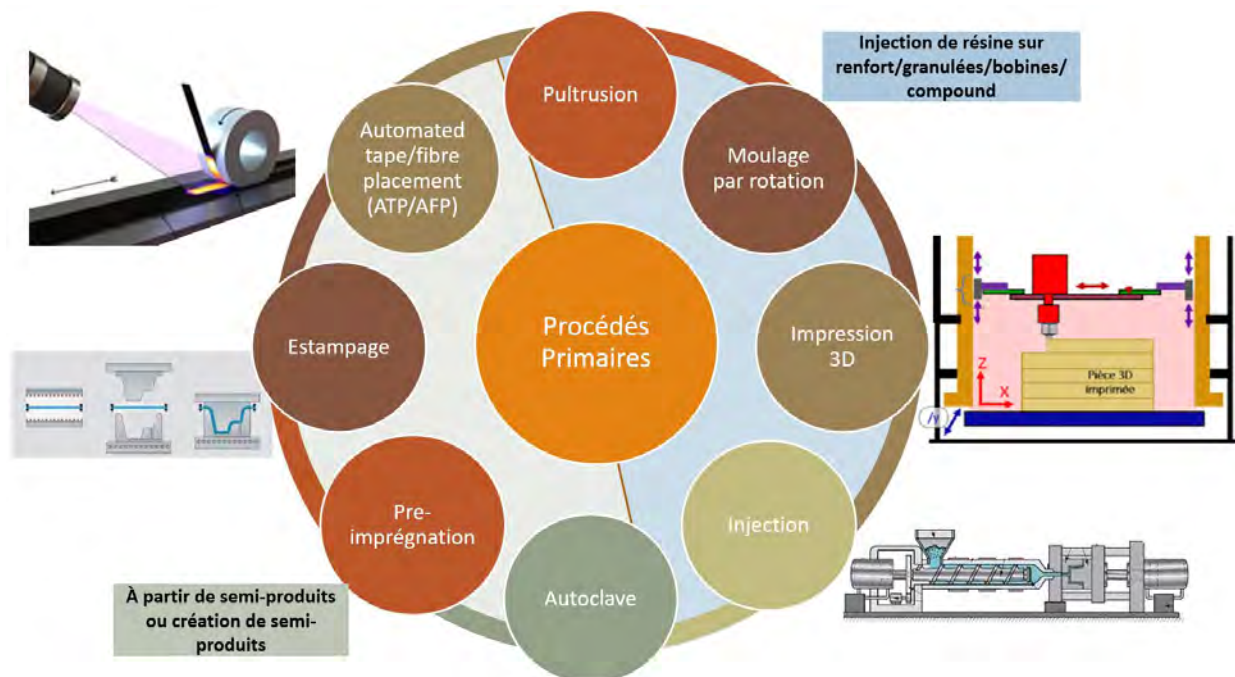 Pultrusion
Injection de résine sur
renfort/granulées/bobines/
compound
Automated
tape/fibre
placement
(ATP/AFP)
Moulage
par rotation
Procédés
Primaires
Estampage
Impression
3D
Pièce 3D
imprimée
Z
X
Pre-
imprégnation
Injection
Autoclave
À partir de semi-produits
ou création de semi-
produits